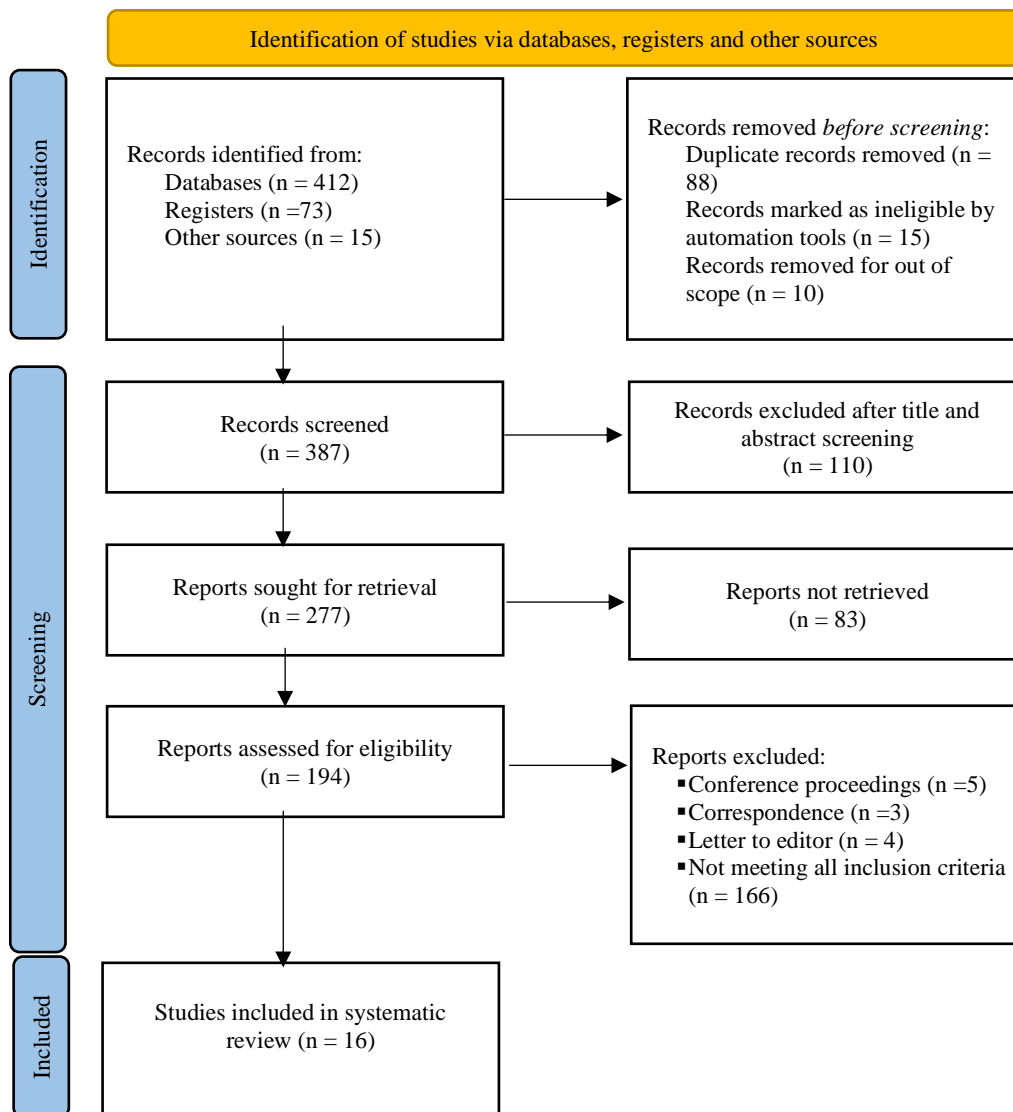 Identification of studies via databases, registers and other sources
Identification
Records identified from:
Databases (n = 412)
Registers (n =73)
Other sources (n = 15)
Records removed before screening:
Duplicate records removed (n =
88)
Records marked as ineligible by
automation tools (n = 15)
Records removed for out of
scope (n = 10)
Screening
Records screened
(n = 387)
Records excluded after title and
abstract screening
(n = 110)
Reports sought for retrieval
(n = 277)
Reports not retrieved
(n = 83)
Reports assessed for eligibility
(n = 194)
Reports excluded:
▪Conference proceedings (n =5)
▪Correspondence (n =3)
▪Letter to editor (n = 4)
▪Not meeting all inclusion criteria
(n = 166)
Included
Studies included in systematic
review (n = 16)